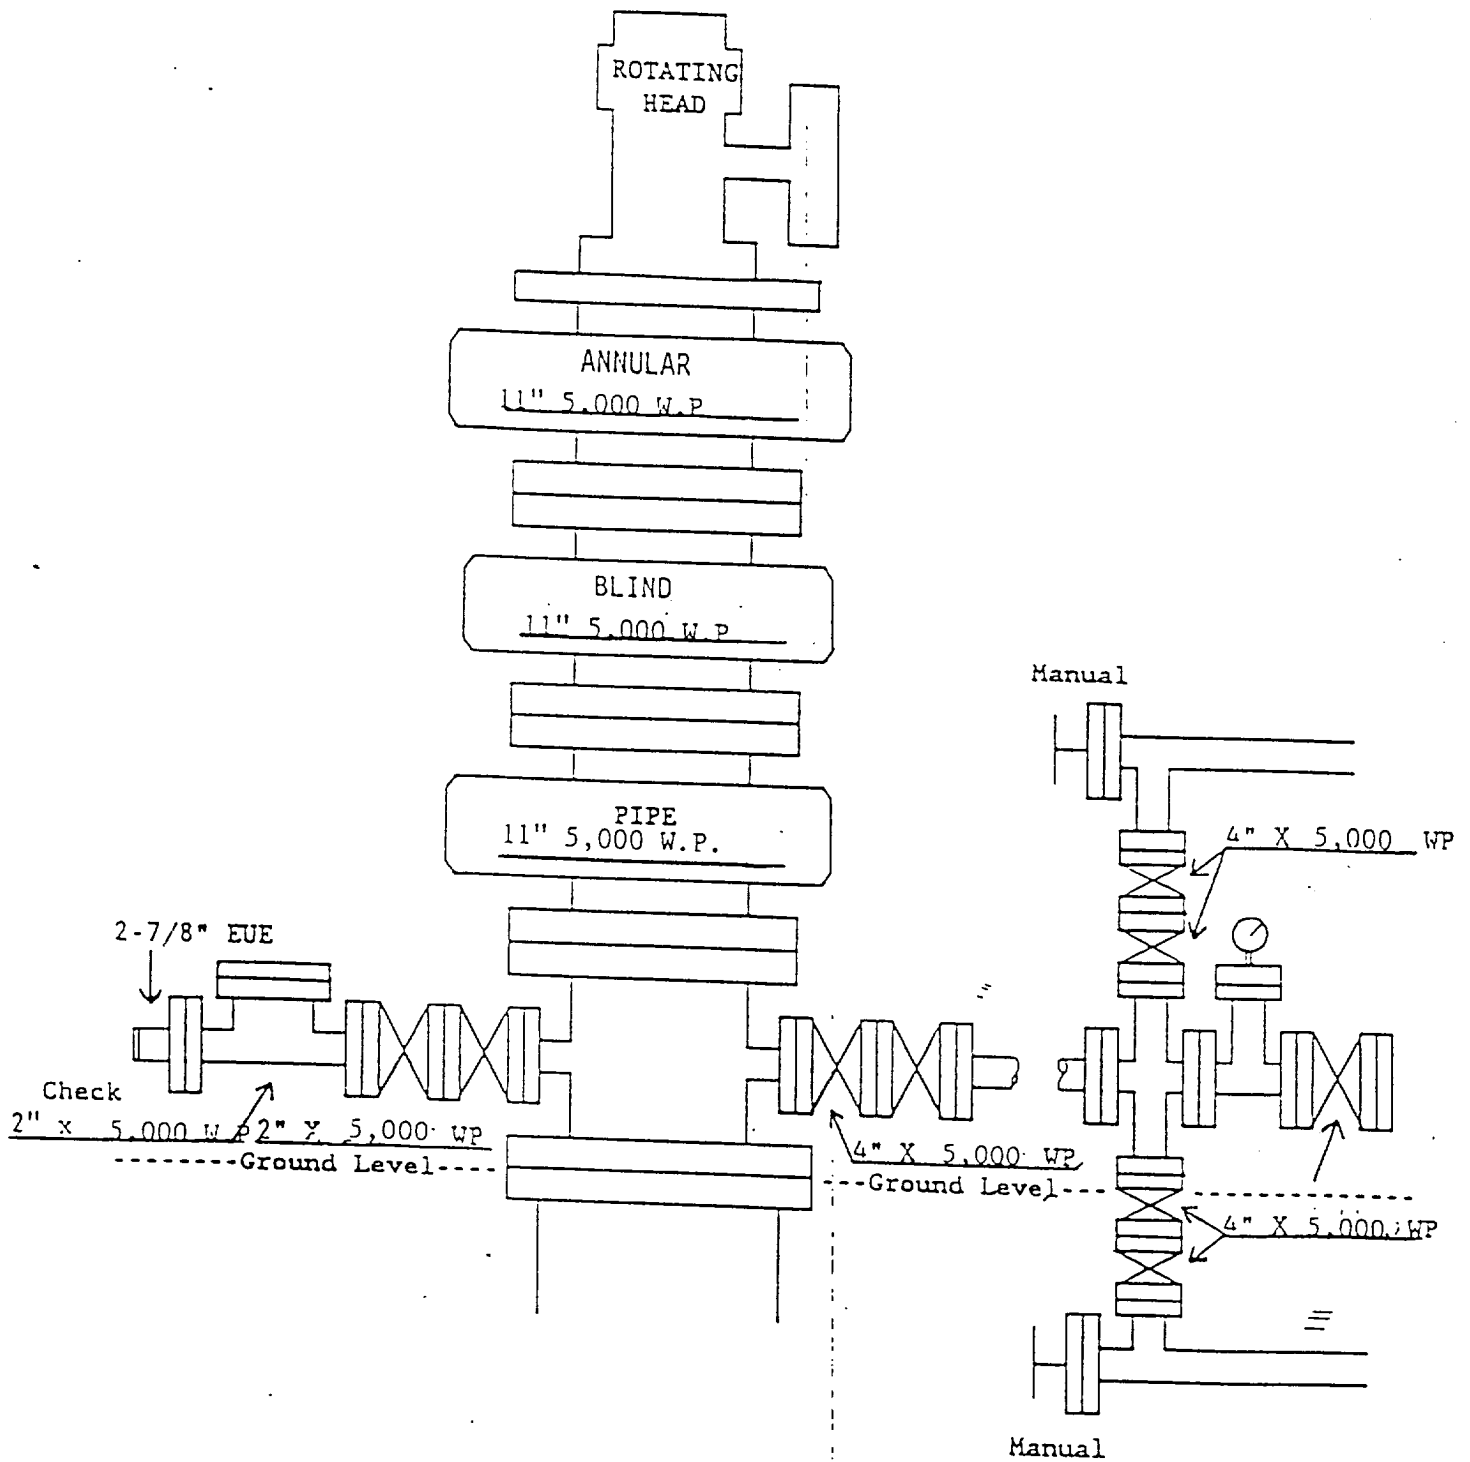 ROTATING
HEAD
ANNULAR
11" 5.000 W.P
BLIND
11" 5.000 W.P
PIPE
11" 5,000 W.P.
Manual
4" X 5,000 WP
2-7/8" EUE
Check
2" x 5.000 W P
2" X 5,000 WP
-------Ground Level----
4" X 5,000 WP
---Ground Level---
4" X 5.000 WP
Manual